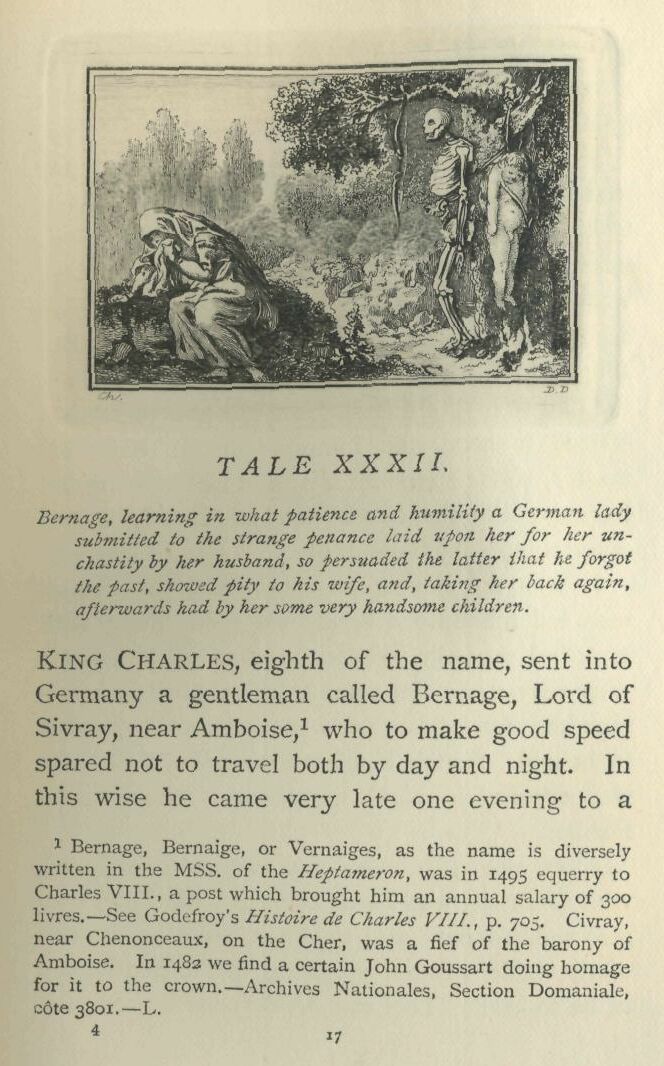 Ch.
D. D
TALE XXXII.
Bernage, learning in what patience and humility a German lady
submitted to the strange penance laid upon her for her un-
chastity by her husband, so persuaded the latter that he forgot
the past, showed pity to his wife, and, taking her back again,
afterwards had by her some very handsome children.
KING CHARLES, eighth of the name, sent into
Germany a gentleman called Bernage, Lord of
Sivray, near Amboise,¹ who to make good speed
spared not to travel both by day and night. In
this wise he came very late one evening to a
¹ Bernage, Bernaige, or Vernaiges, as the name is diversely
written in the MSS. of the Heptameron, was in 1495 equerry to
Charles VIII., a post which brought him an annual salary of 300
livres.—See Godefroy's Histoire de Charles VIII., p. 705. Civray,
near Chenonceaux, on the Cher, was a fief of the barony of
Amboise. In 1482 we find a certain John Goussart doing homage
for it to the crown.—Archives Nationales, Section Domaniale,
côte 3801.—L.
4
17